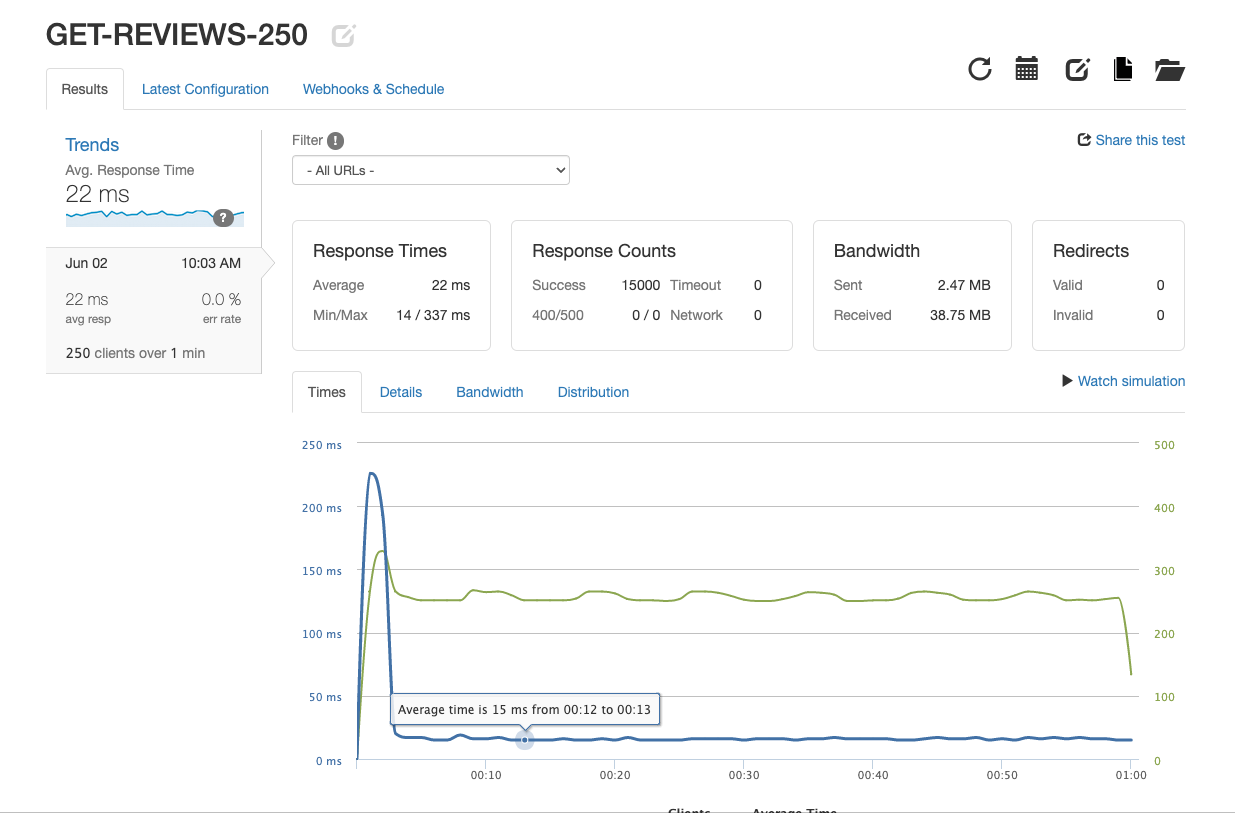 GET-REVIEWS-250
Results Latest Configuration Webhooks & Schedule
Trends
Avg. Response Time
22 ms
?
Jun 02 10:03 AM
22 ms 0.0 %
avg resp err rate
250 clients over 1 min
Filter !
- All URLs -
Share this test
Response Times
Average 22 ms
Min/Max 14 / 337 ms
Response Counts
Success 15000 Timeout 0
400/500 0 / 0 Network 0
Bandwidth
Sent 2.47 MB
Received 38.75 MB
Redirects
Valid 0
Invalid 0
Times Details Bandwidth Distribution
Watch simulation
250 ms 500
200 ms 400
150 ms 300
100 ms 200
50 ms 100
Average time is 15 ms from 00:12 to 00:13
0 ms 0
00:10 00:20 00:30 00:40 00:50 01:00
Clients Average Time